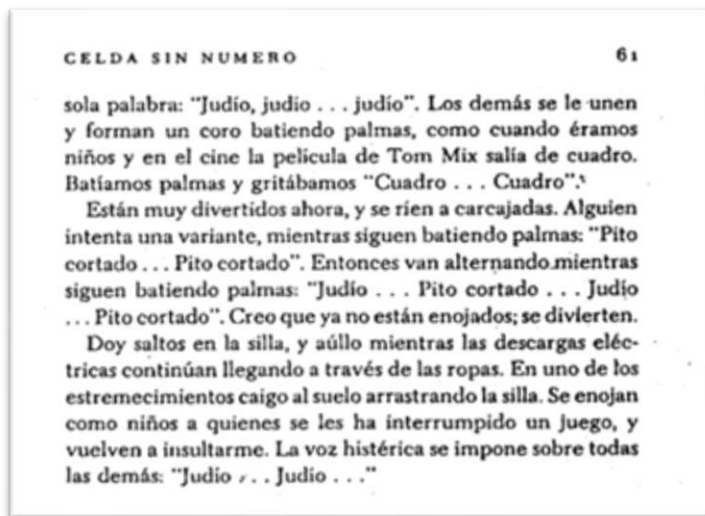 CELDA SIN NUMERO 61
sola palabra: "Judío, judío . . . judío". Los demás se le unen
y forman un coro batiendo palmas, como cuando éramos
niños y en el cine la película de Tom Mix salía de cuadro.
Batíamos palmas y gritábamos "Cuadro . . . Cuadro".
Están muy divertidos ahora, y se ríen a carcajadas. Alguien
intenta una variante, mientras siguen batiendo palmas: "Pito
cortado . . . Pito cortado". Entonces van alternando mientras
siguen batiendo palmas: "Judío . . . Pito cortado . . . Judío
. . . Pito cortado". Creo que ya no están enojados; se divierten.
Doy saltos en la silla, y aúllo mientras las descargas eléc-
tricas continúan llegando a través de las ropas. En uno de los
estremecimientos caigo al suelo arrastrando la silla. Se enojan
como niños a quienes se les ha interrumpido un juego, y
vuelven a insultarme. La voz histérica se impone sobre todas
las demás: "Judío . . . Judío . . ."